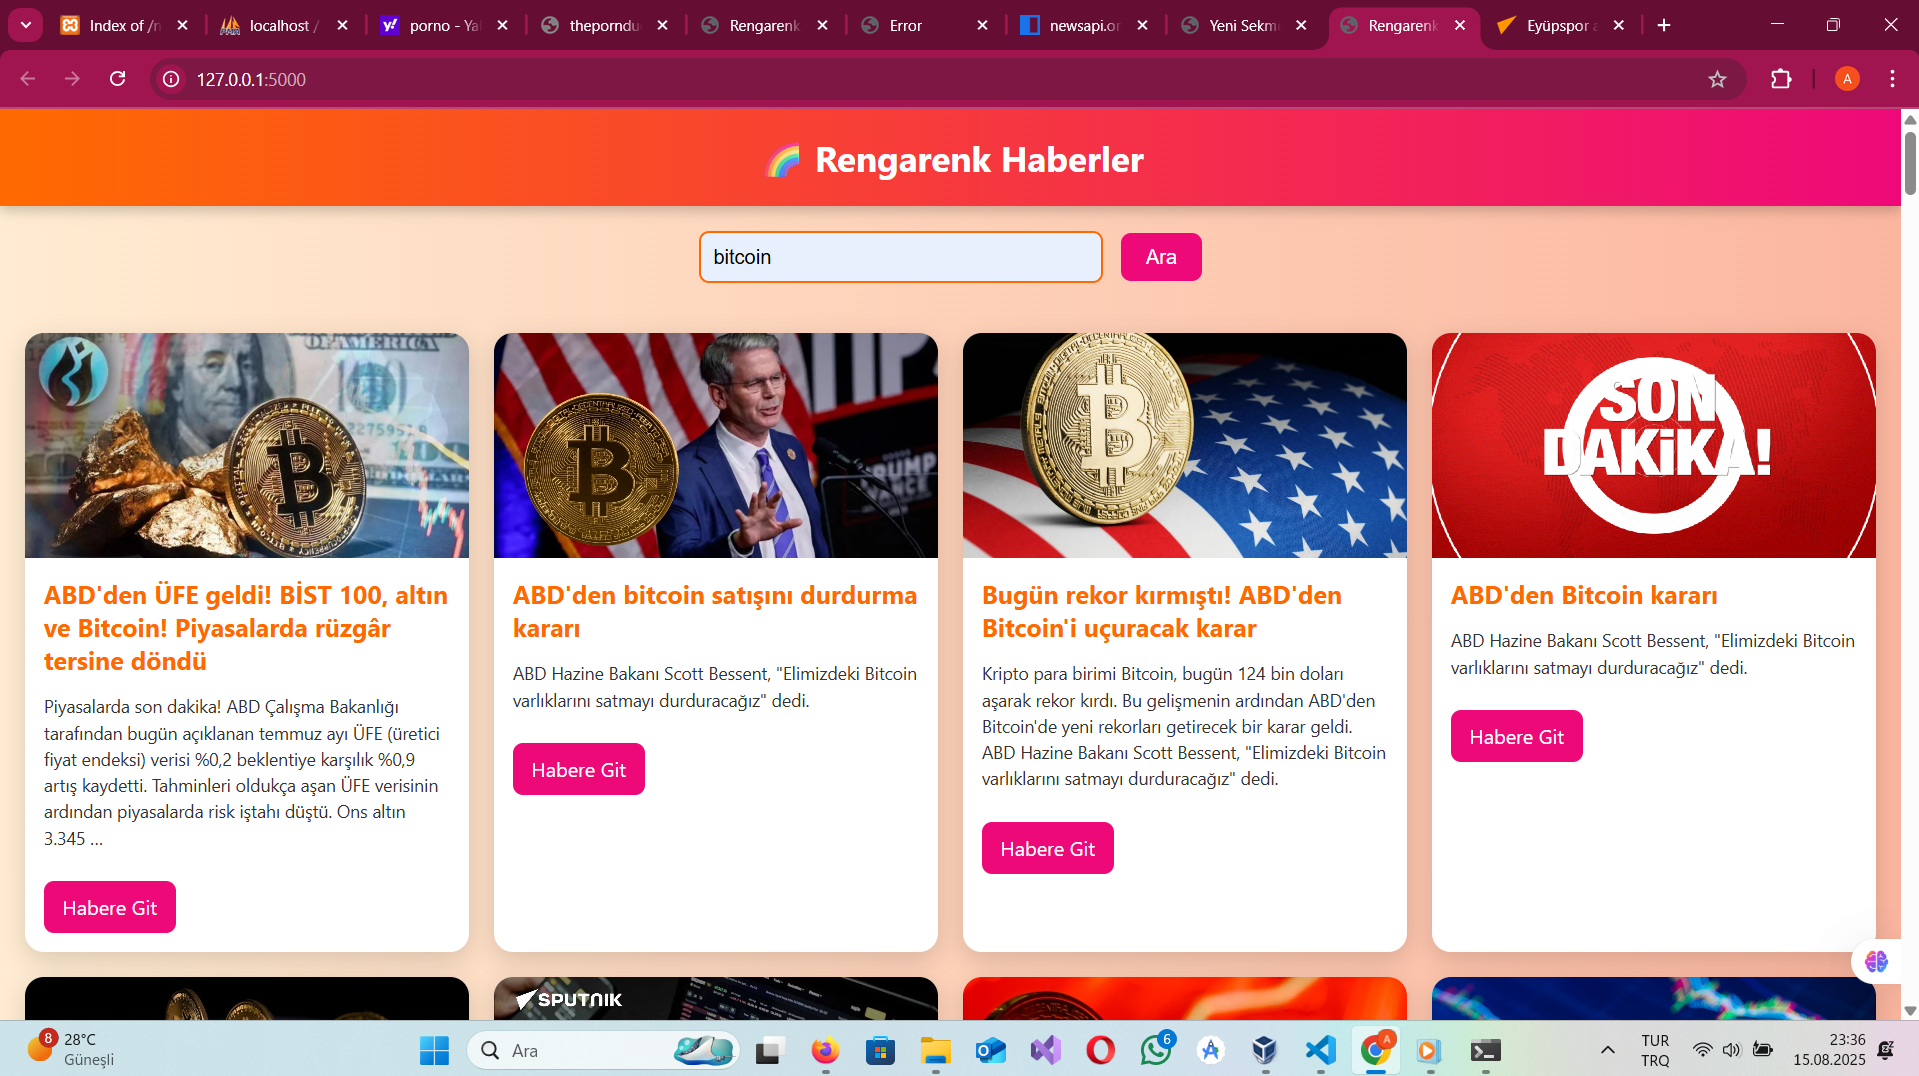 Index of /n
localhost /
porno - Ya
theporndu
Rengarenk
Error
newsapi.or
Yeni Sekme
Rengarenk
Eyüpspor a
127.0.0.1:5000
A
🌈 Rengarenk Haberler
bitcoin
Ara
SON
DAKİKA!
ABD'den ÜFE geldi! BİST 100, altın
ve Bitcoin! Piyasalarda rüzgâr
tersine döndü
Piyasalarda son dakika! ABD Çalışma Bakanlığı
tarafından bugün açıklanan temmuz ayı ÜFE (üretici
fiyat endeksi) verisi %0,2 beklentiye karşılık %0,9
artış kaydetti. Tahminleri oldukça aşan ÜFE verisinin
ardından piyasalarda risk iştahı düştü. Ons altın
3.345 ...
Habere Git
ABD'den bitcoin satışını durdurma
kararı
ABD Hazine Bakanı Scott Bessent, "Elimizdeki Bitcoin
varlıklarını satmayı durduracağız" dedi.
Habere Git
Bugün rekor kırmıştı! ABD'den
Bitcoin'i uçuracak karar
Kripto para birimi Bitcoin, bugün 124 bin doları
aşarak rekor kırdı. Bu gelişmenin ardından ABD'den
Bitcoin'de yeni rekorları getirecek bir karar geldi.
ABD Hazine Bakanı Scott Bessent, "Elimizdeki Bitcoin
varlıklarını satmayı durduracağız" dedi.
Habere Git
ABD'den Bitcoin kararı
ABD Hazine Bakanı Scott Bessent, "Elimizdeki Bitcoin
varlıklarını satmayı durduracağız" dedi.
Habere Git
SPUTNIK
8
28°C
Güneşli
Ara
6
A
TUR
TRQ
23:36
15.08.2025